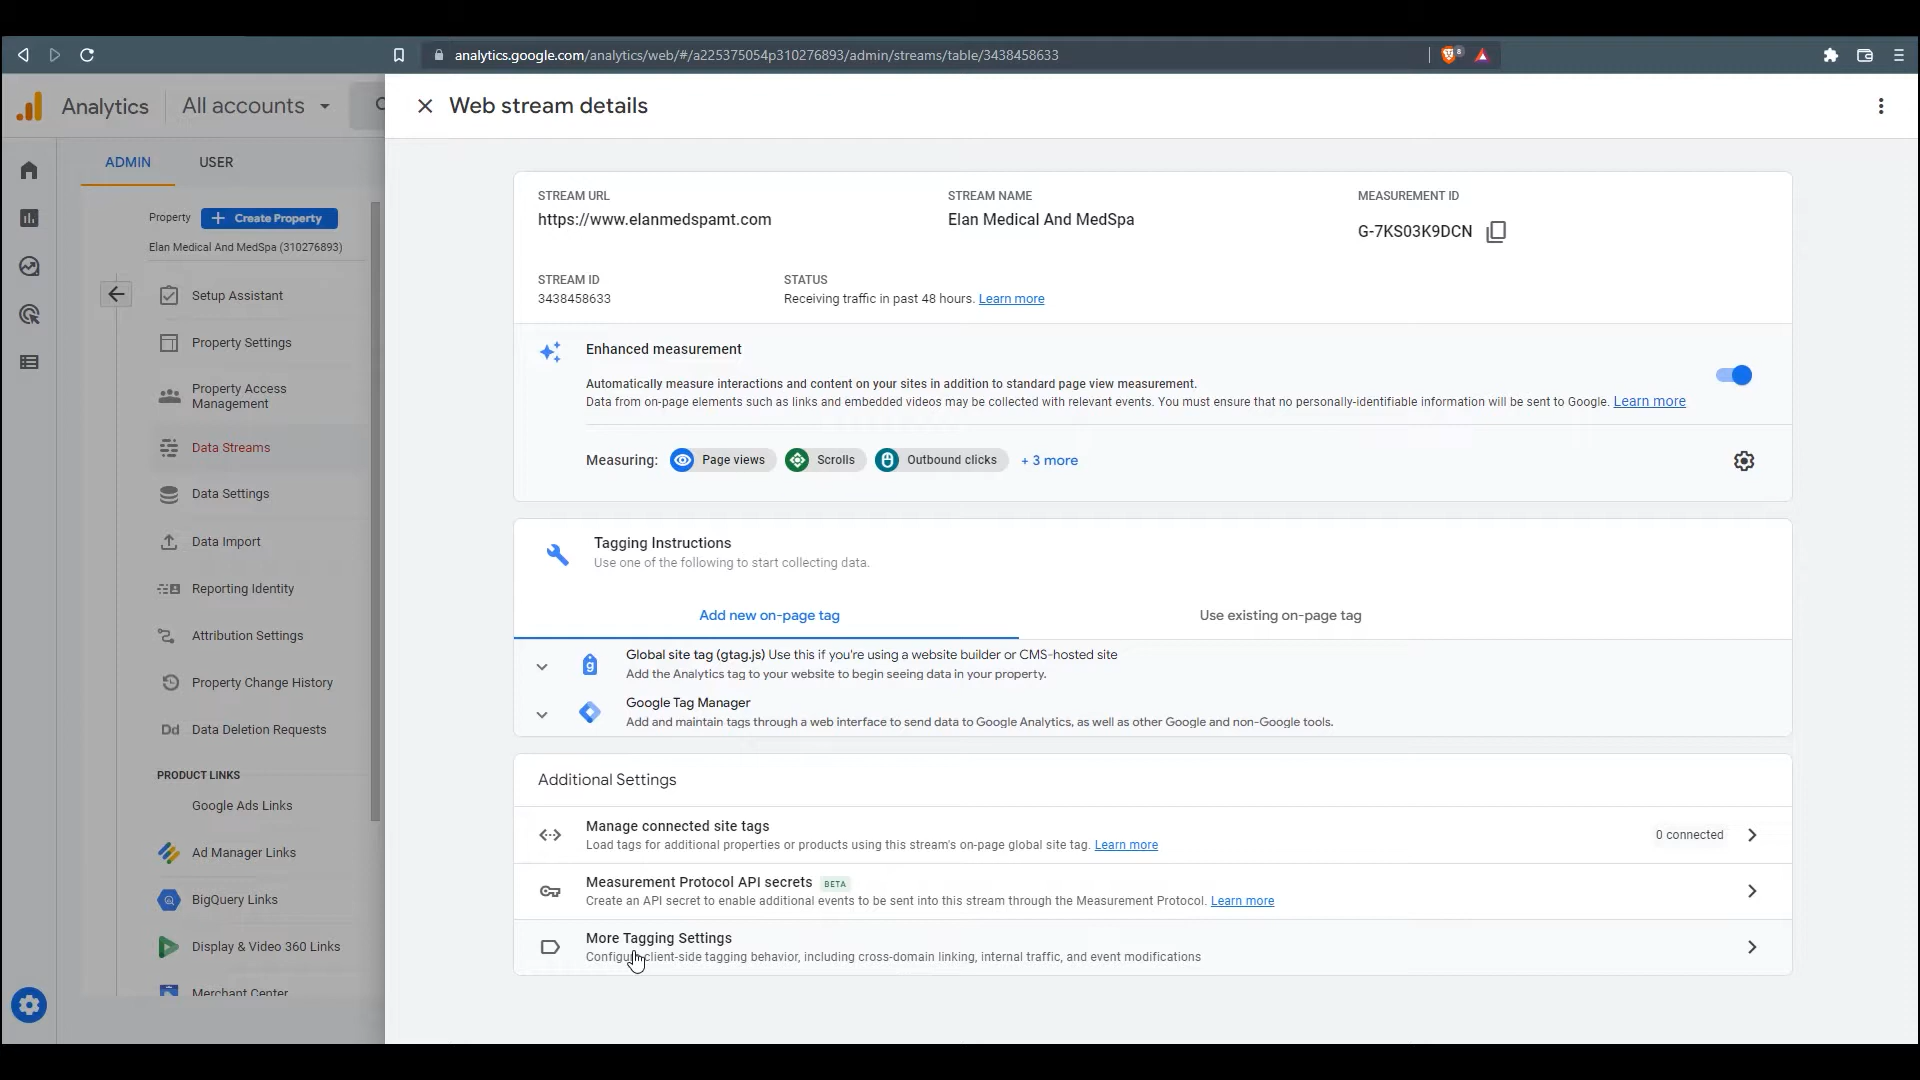 analytics.google.com/analytics/web/#/a225375054p310276893/admin/streams/table/3438458633
8
Analytics
All accounts
Web stream details
ADMIN
USER
Property
Create Property
Elan Medical And MedSpa (310276893)
Setup Assistant
Property Settings
Property Access
Management
Data Streams
Data Settings
Data Import
Reporting Identity
Attribution Settings
Property Change History
Dd Data Deletion Requests
PRODUCT LINKS
Google Ads Links
Ad Manager Links
BigQuery Links
Display & Video 360 Links
Merchant Center
STREAM URL
https://www.elanmedspamt.com
STREAM NAME
Elan Medical And MedSpa
MEASUREMENT ID
G-7KS03K9DCN
STREAM ID
3438458633
STATUS
Receiving traffic in past 48 hours. Learn more
Enhanced measurement
Automatically measure interactions and content on your sites in addition to standard page view measurement.
Data from on-page elements such as links and embedded videos may be collected with relevant events. You must ensure that no personally-identifiable information will be sent to Google. Learn more
Measuring: Page views Scrolls Outbound clicks + 3 more
Tagging Instructions
Use one of the following to start collecting data.
Add new on-page tag
Use existing on-page tag
g
Global site tag (gtag.js) Use this if you're using a website builder or CMS-hosted site
Add the Analytics tag to your website to begin seeing data in your property.
Google Tag Manager
Add and maintain tags through a web interface to send data to Google Analytics, as well as other Google and non-Google tools.
Additional Settings
Manage connected site tags
Load tags for additional properties or products using this stream's on-page global site tag. Learn more
0 connected
Measurement Protocol API secrets BETA
Create an API secret to enable additional events to be sent into this stream through the Measurement Protocol. Learn more
More Tagging Settings
Configure client-side tagging behavior, including cross-domain linking, internal traffic, and event modifications